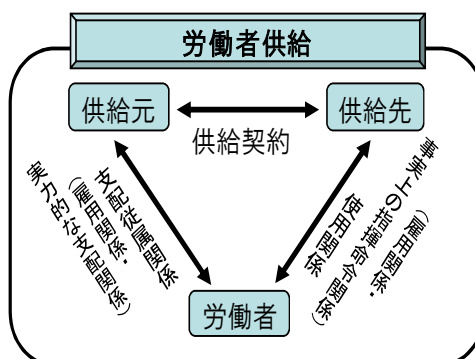 労働者供給
供給元
供給先
供給契約
支配従属関係
(雇用関係・
実力的な支配関係)
(雇用関係・
事実上の指揮命令関係)
使用関係
労働者